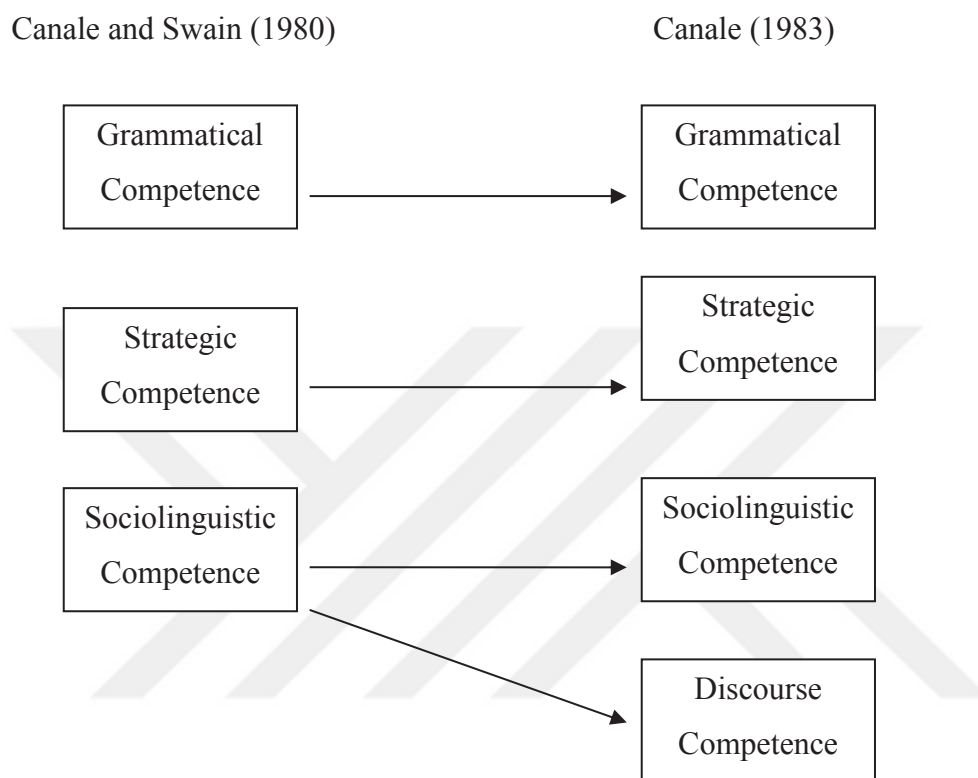 Canale and Swain (1980)
Canale (1983)
Grammatical
Competence
Grammatical
Competence
Strategic
Competence
Strategic
Competence
Sociolinguistic
Competence
Sociolinguistic
Competence
Discourse
Competence